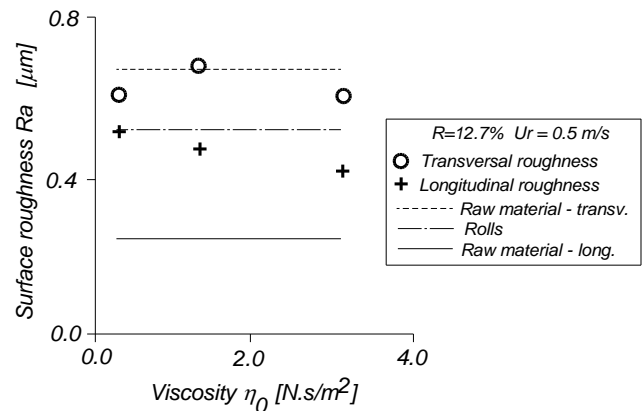 0.8
0.4
0.0
Surface roughness Ra [μm]
0.0 2.0 4.0
Viscosity η0 [N.s/m²]
R=12.7% Ur = 0.5 m/s
Transversal roughness
Longitudinal roughness
Raw material - transv.
Rolls
Raw material - long.